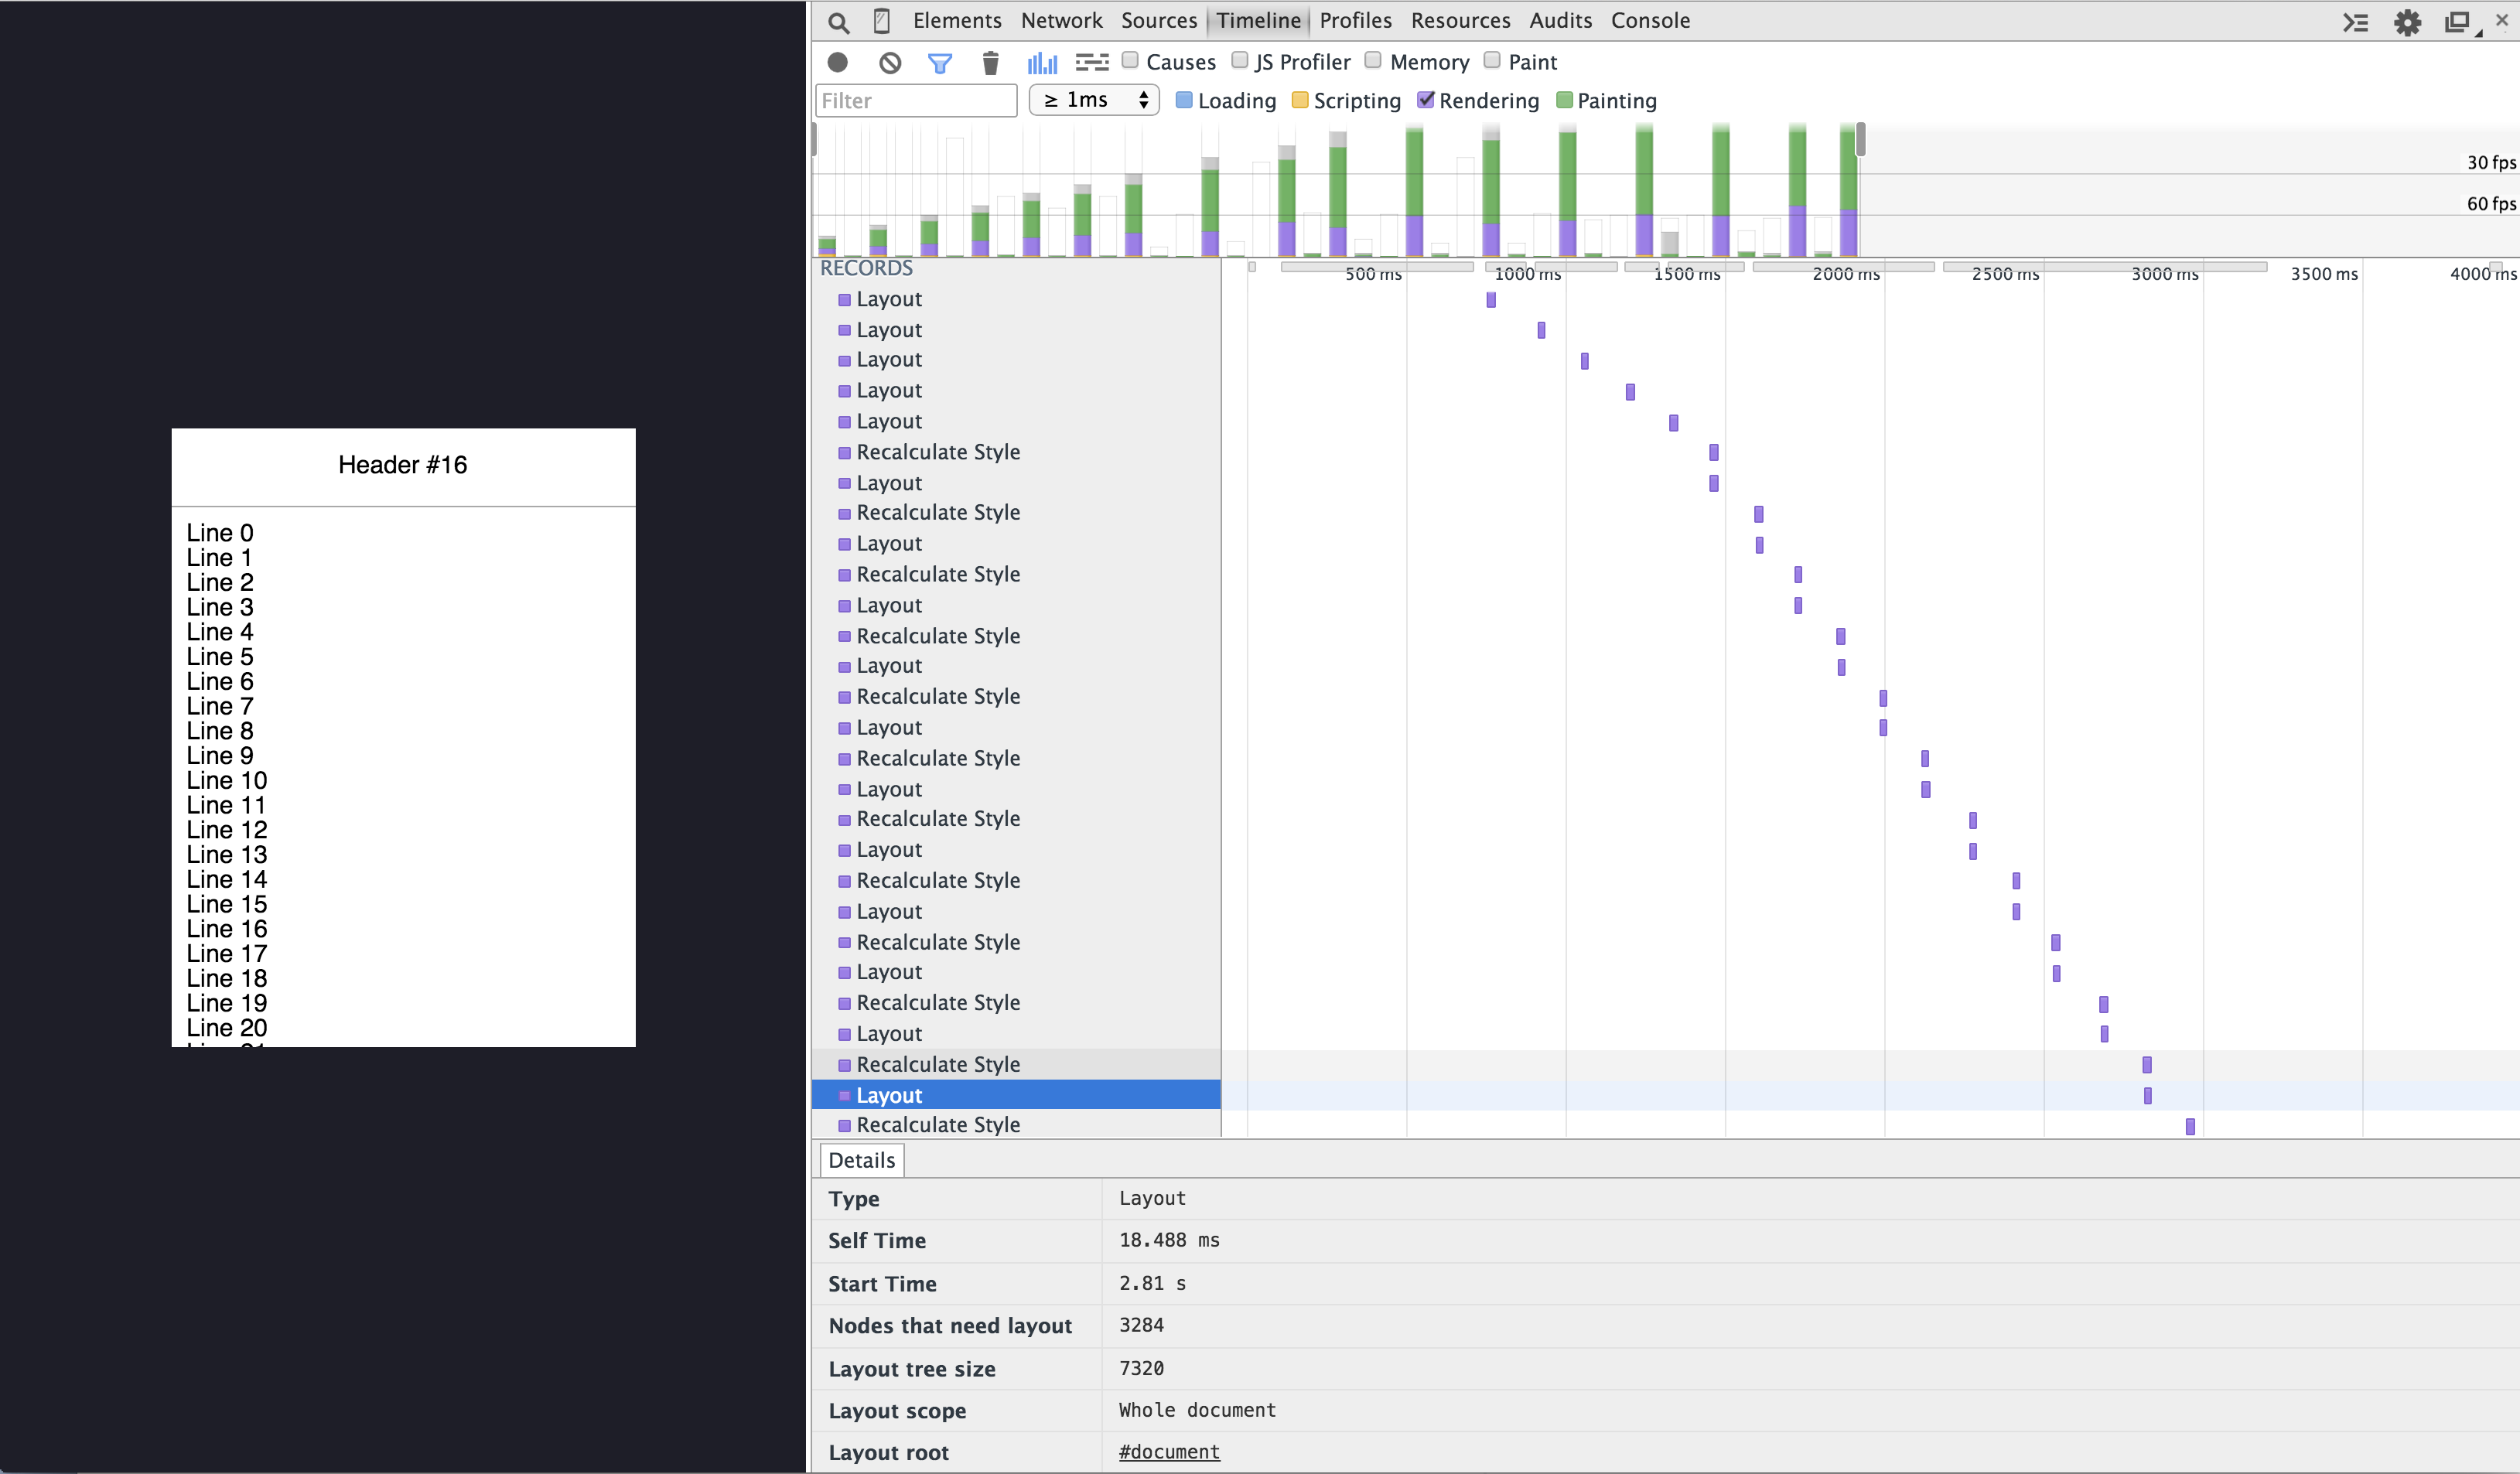 Header #16
Line 0
Line 1
Line 2
Line 3
Line 4
Line 5
Line 6
Line 7
Line 8
Line 9
Line 10
Line 11
Line 12
Line 13
Line 14
Line 15
Line 16
Line 17
Line 18
Line 19
Line 20
Elements Network Sources Timeline Profiles Resources Audits Console
Causes JS Profiler Memory Paint
Filter ≥ 1ms Loading Scripting Rendering Painting
30 fps
60 fps
RECORDS 500 ms 1000 ms 1500 ms 2000 ms 2500 ms 3000 ms 3500 ms 4000 ms
Layout
Layout
Layout
Layout
Layout
Recalculate Style
Layout
Recalculate Style
Layout
Recalculate Style
Layout
Recalculate Style
Layout
Recalculate Style
Layout
Recalculate Style
Layout
Recalculate Style
Layout
Recalculate Style
Layout
Recalculate Style
Layout
Recalculate Style
Layout
Recalculate Style
Layout
Recalculate Style
Details
Type Layout
Self Time 18.488 ms
Start Time 2.81 s
Nodes that need layout 3284
Layout tree size 7320
Layout scope Whole document
Layout root #document